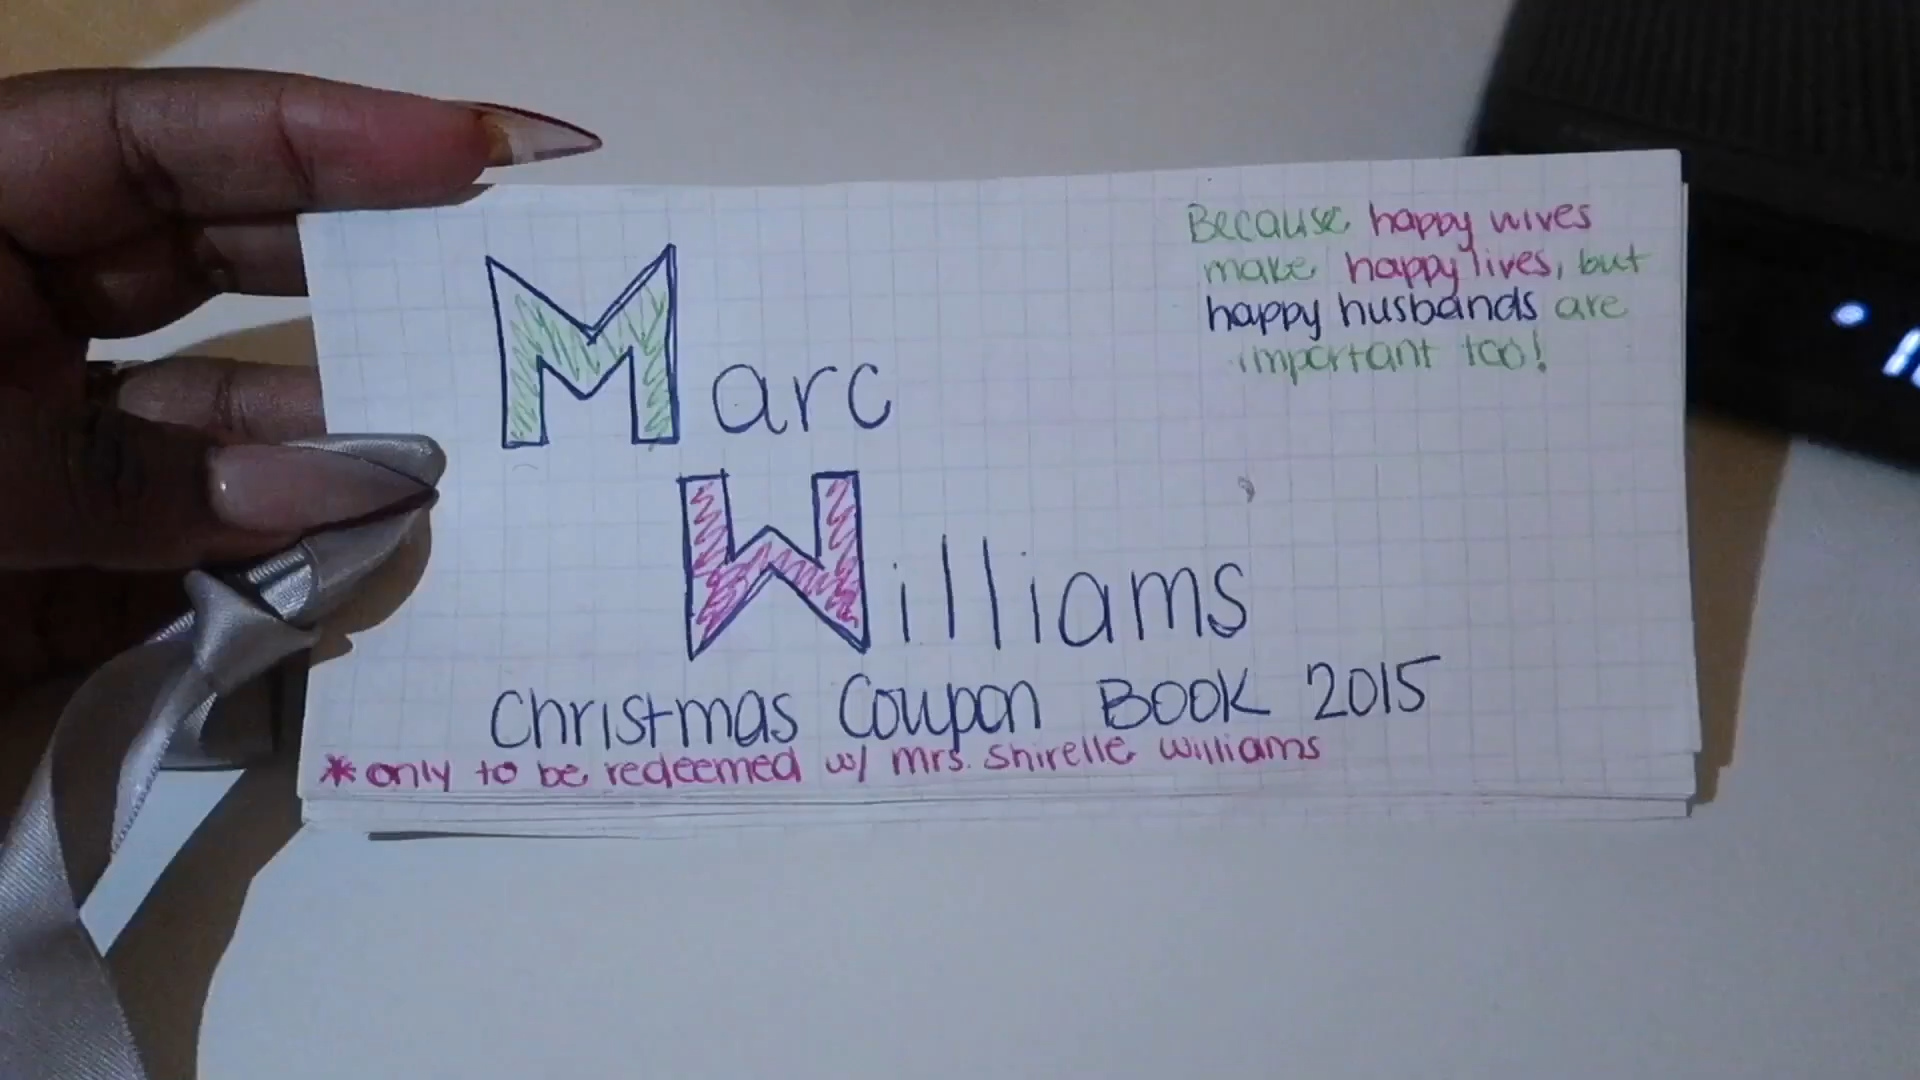 Because happy wives
make happy lives, but
happy husbands are
important too!
Marc
Williams
Christmas Coupon BOOK 2015
* only to be redeemed w/ mrs. Shirelle Williams